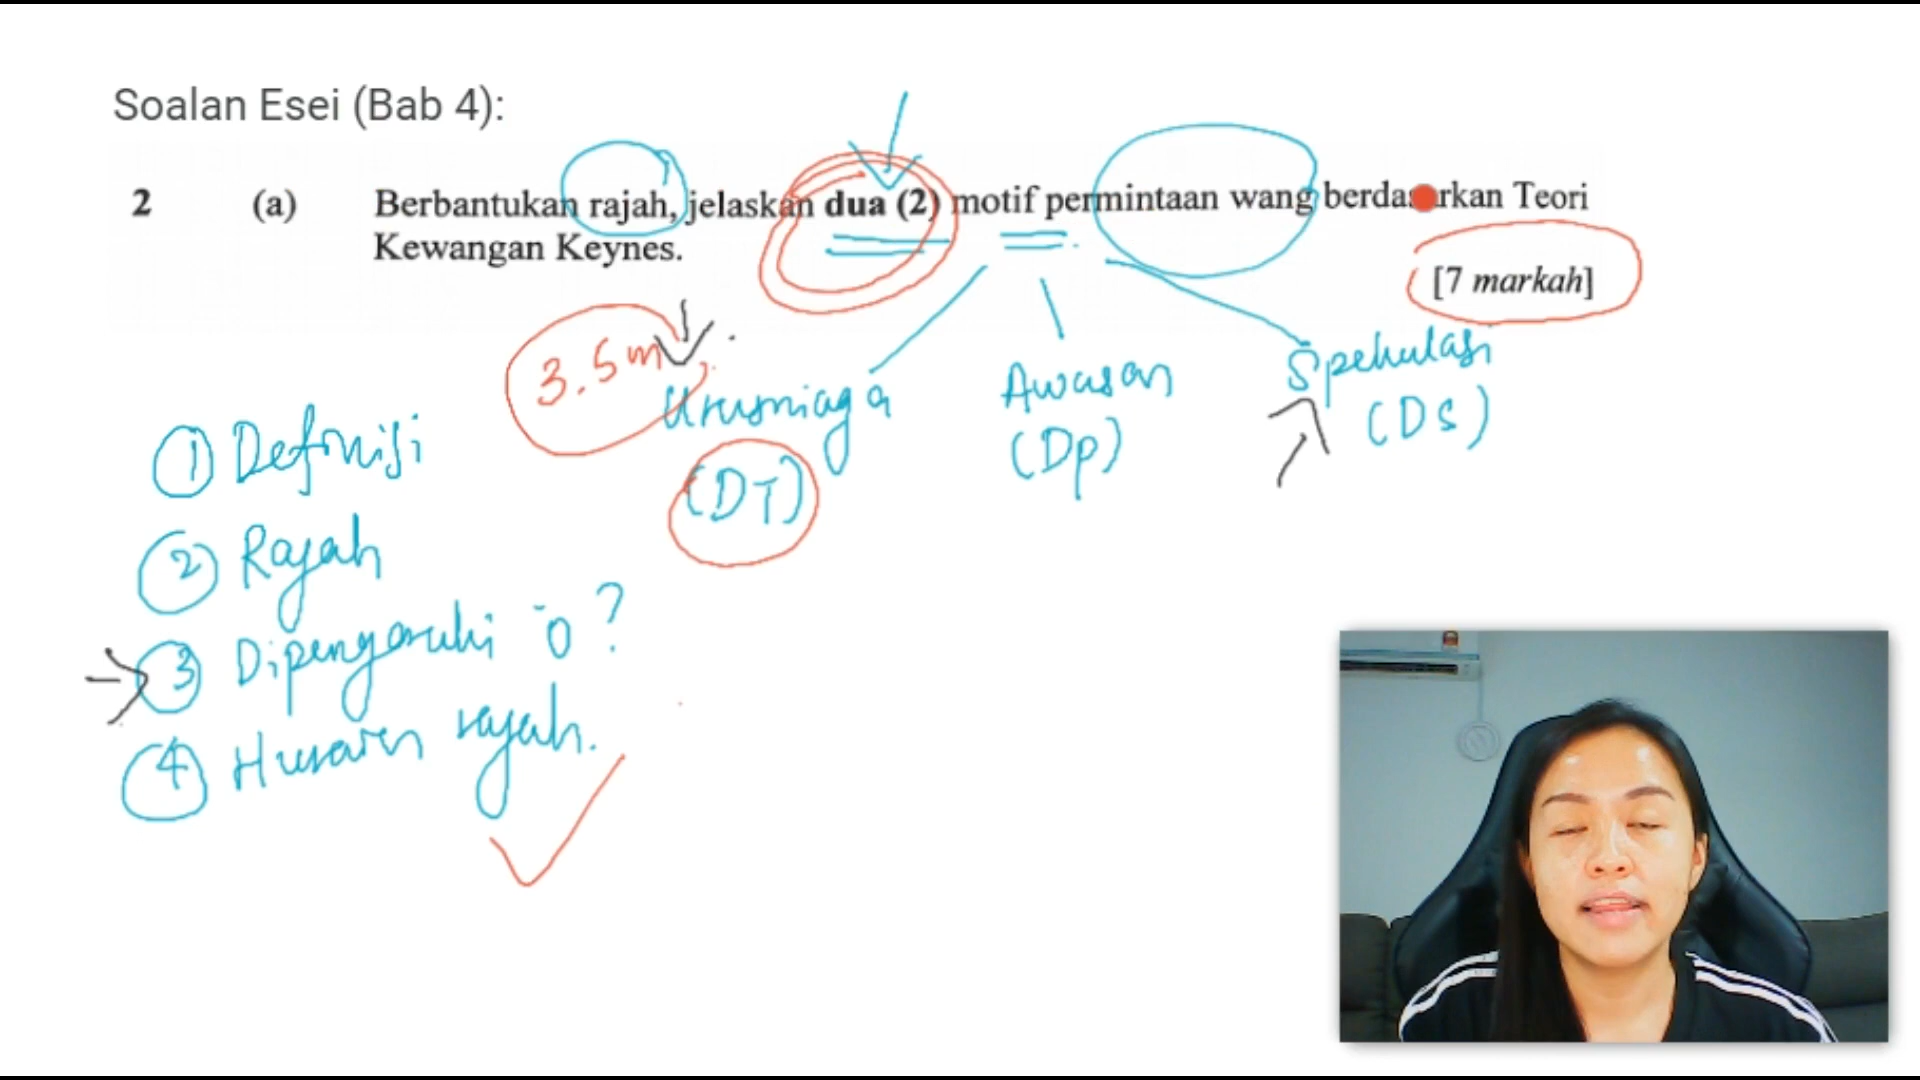 Soalan Esei (Bab 4):
2 (a) Berbantukan rajah, jelaskan dua (2) motif permintaan wang berdasarkan Teori
Kewangan Keynes.
[7 markah]
3.5m
Urusniaga
(DT)
Awasan
(Dp)
Spekulasi
(DS)
① Definisi
② Rajah
③ Dipengaruhi ō ?
④ Huraian rajah.